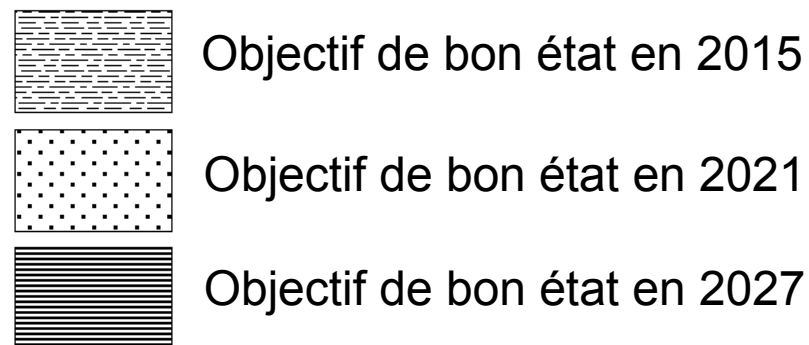 Objectif de bon état en 2015
Objectif de bon état en 2021
Objectif de bon état en 2027